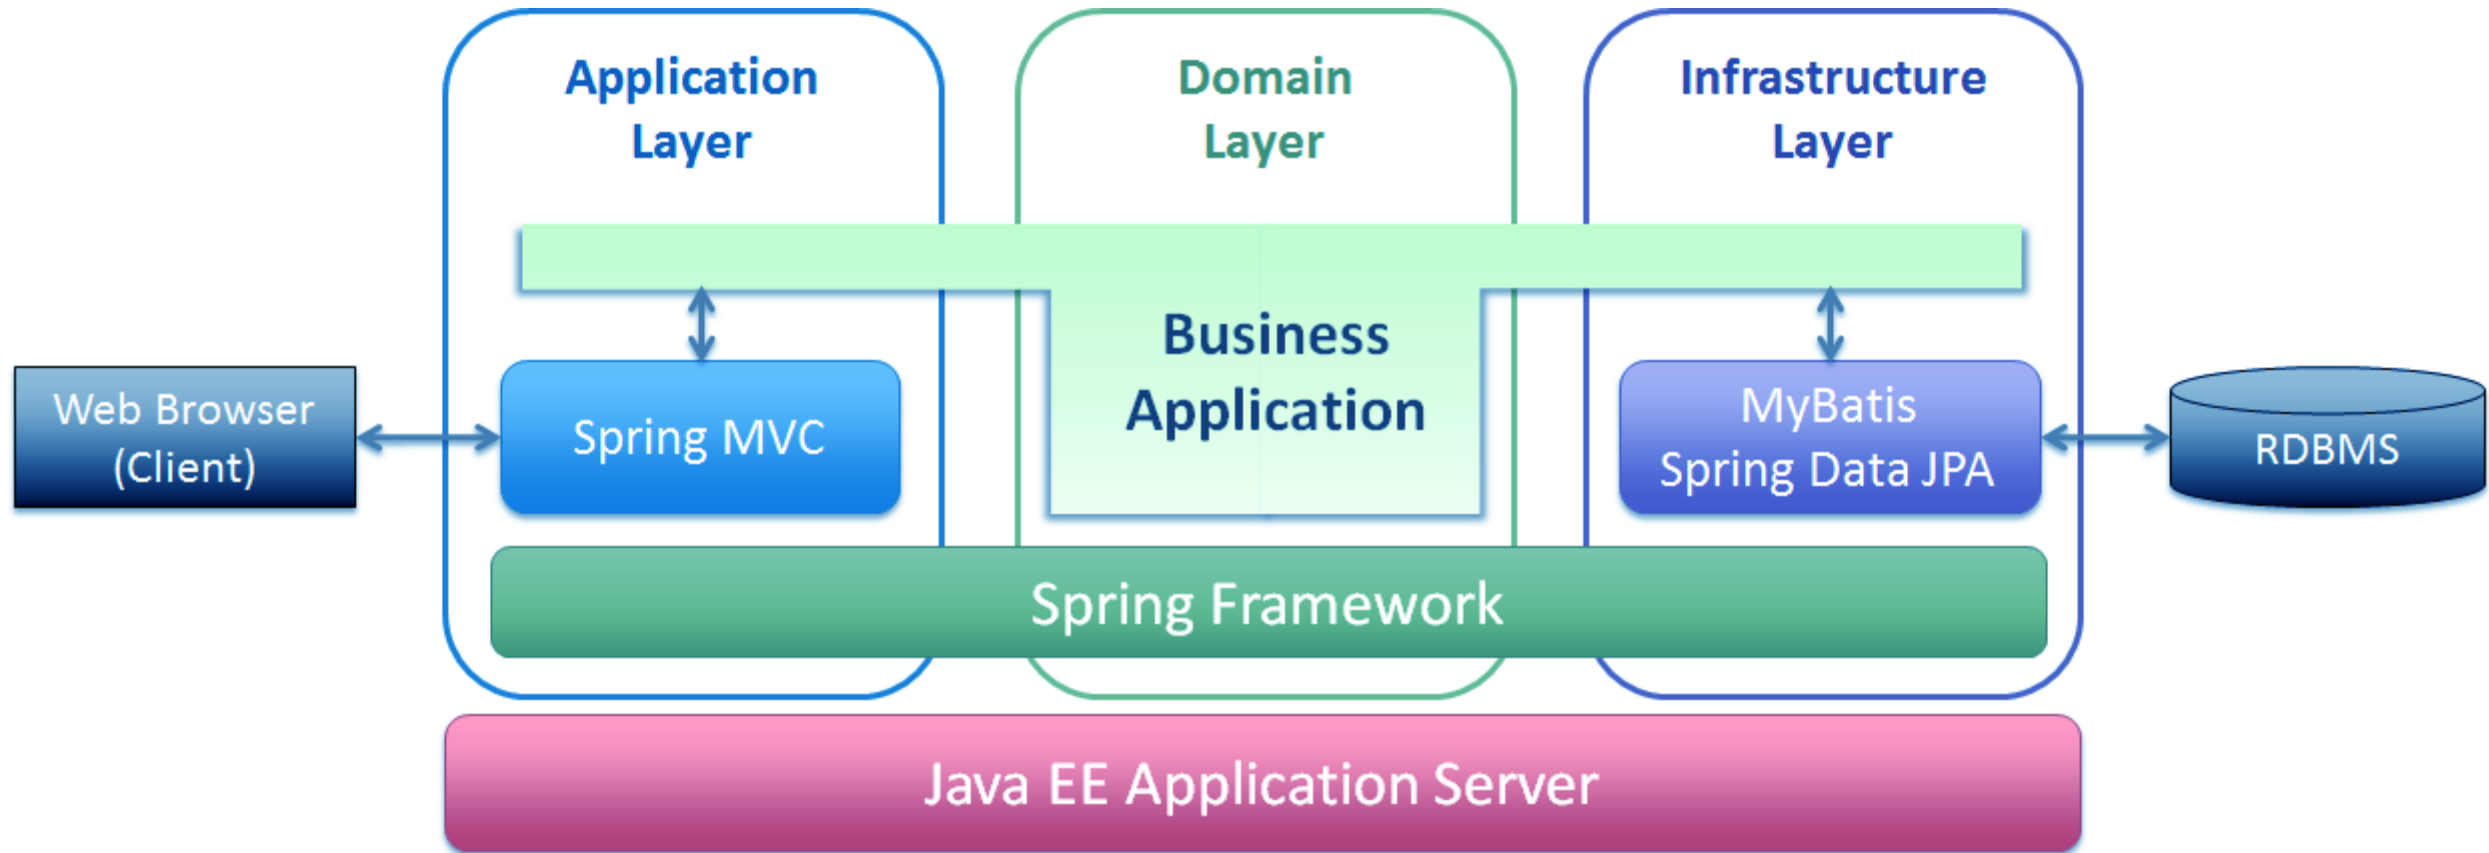 Application
Layer
Domain
Layer
Infrastructure
Layer
Business
Application
Web Browser
(Client)
Spring MVC
MyBatis
Spring Data JPA
RDBMS
Spring Framework
Java EE Application Server